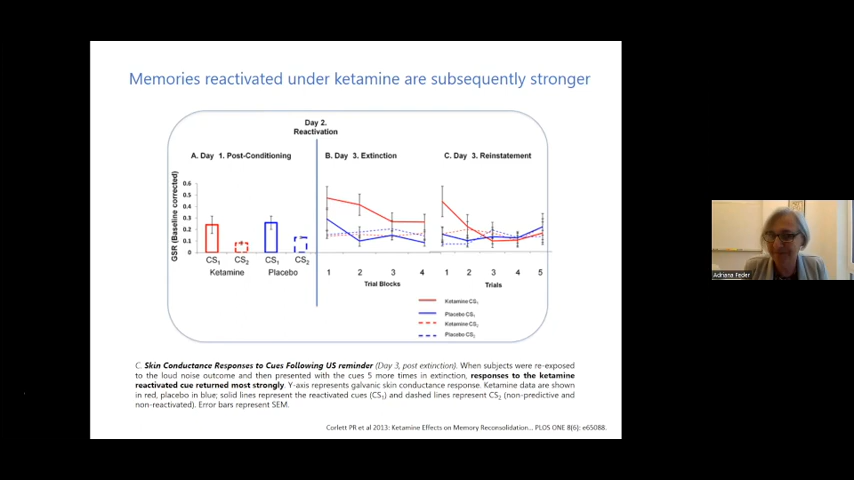 Memories reactivated under ketamine are subsequently stronger
Day 2.
Reactivation
A. Day 1. Post-Conditioning
B. Day 3. Extinction
C. Day 3. Reinstatement
GSR (Baseline corrected)
0.6
0.5
0.4
0.3
0.2
0.1
0
CS1 CS2 CS1 CS2
Ketamine Placebo
1 2 3 4
Trial Blocks
1 2 3 4 5
Trials
Ketamine CS1
Placebo CS1
Ketamine CS2
Placebo CS2
C. Skin Conductance Responses to Cues Following US reminder (Day 3, post extinction). When subjects were re-exposed
to the loud noise outcome and then presented with the cues 5 more times in extinction, responses to the ketamine
reactivated cue returned most strongly. Y-axis represents galvanic skin conductance response. Ketamine data are shown
in red, placebo in blue; solid lines represent the reactivated cues (CS1) and dashed lines represent CS2 (non-predictive and
non-reactivated). Error bars represent SEM.
Corlett PR et al 2013: Ketamine Effects on Memory Reconsolidation.., PLOS ONE 8(6): e65088.
Adriana Feder